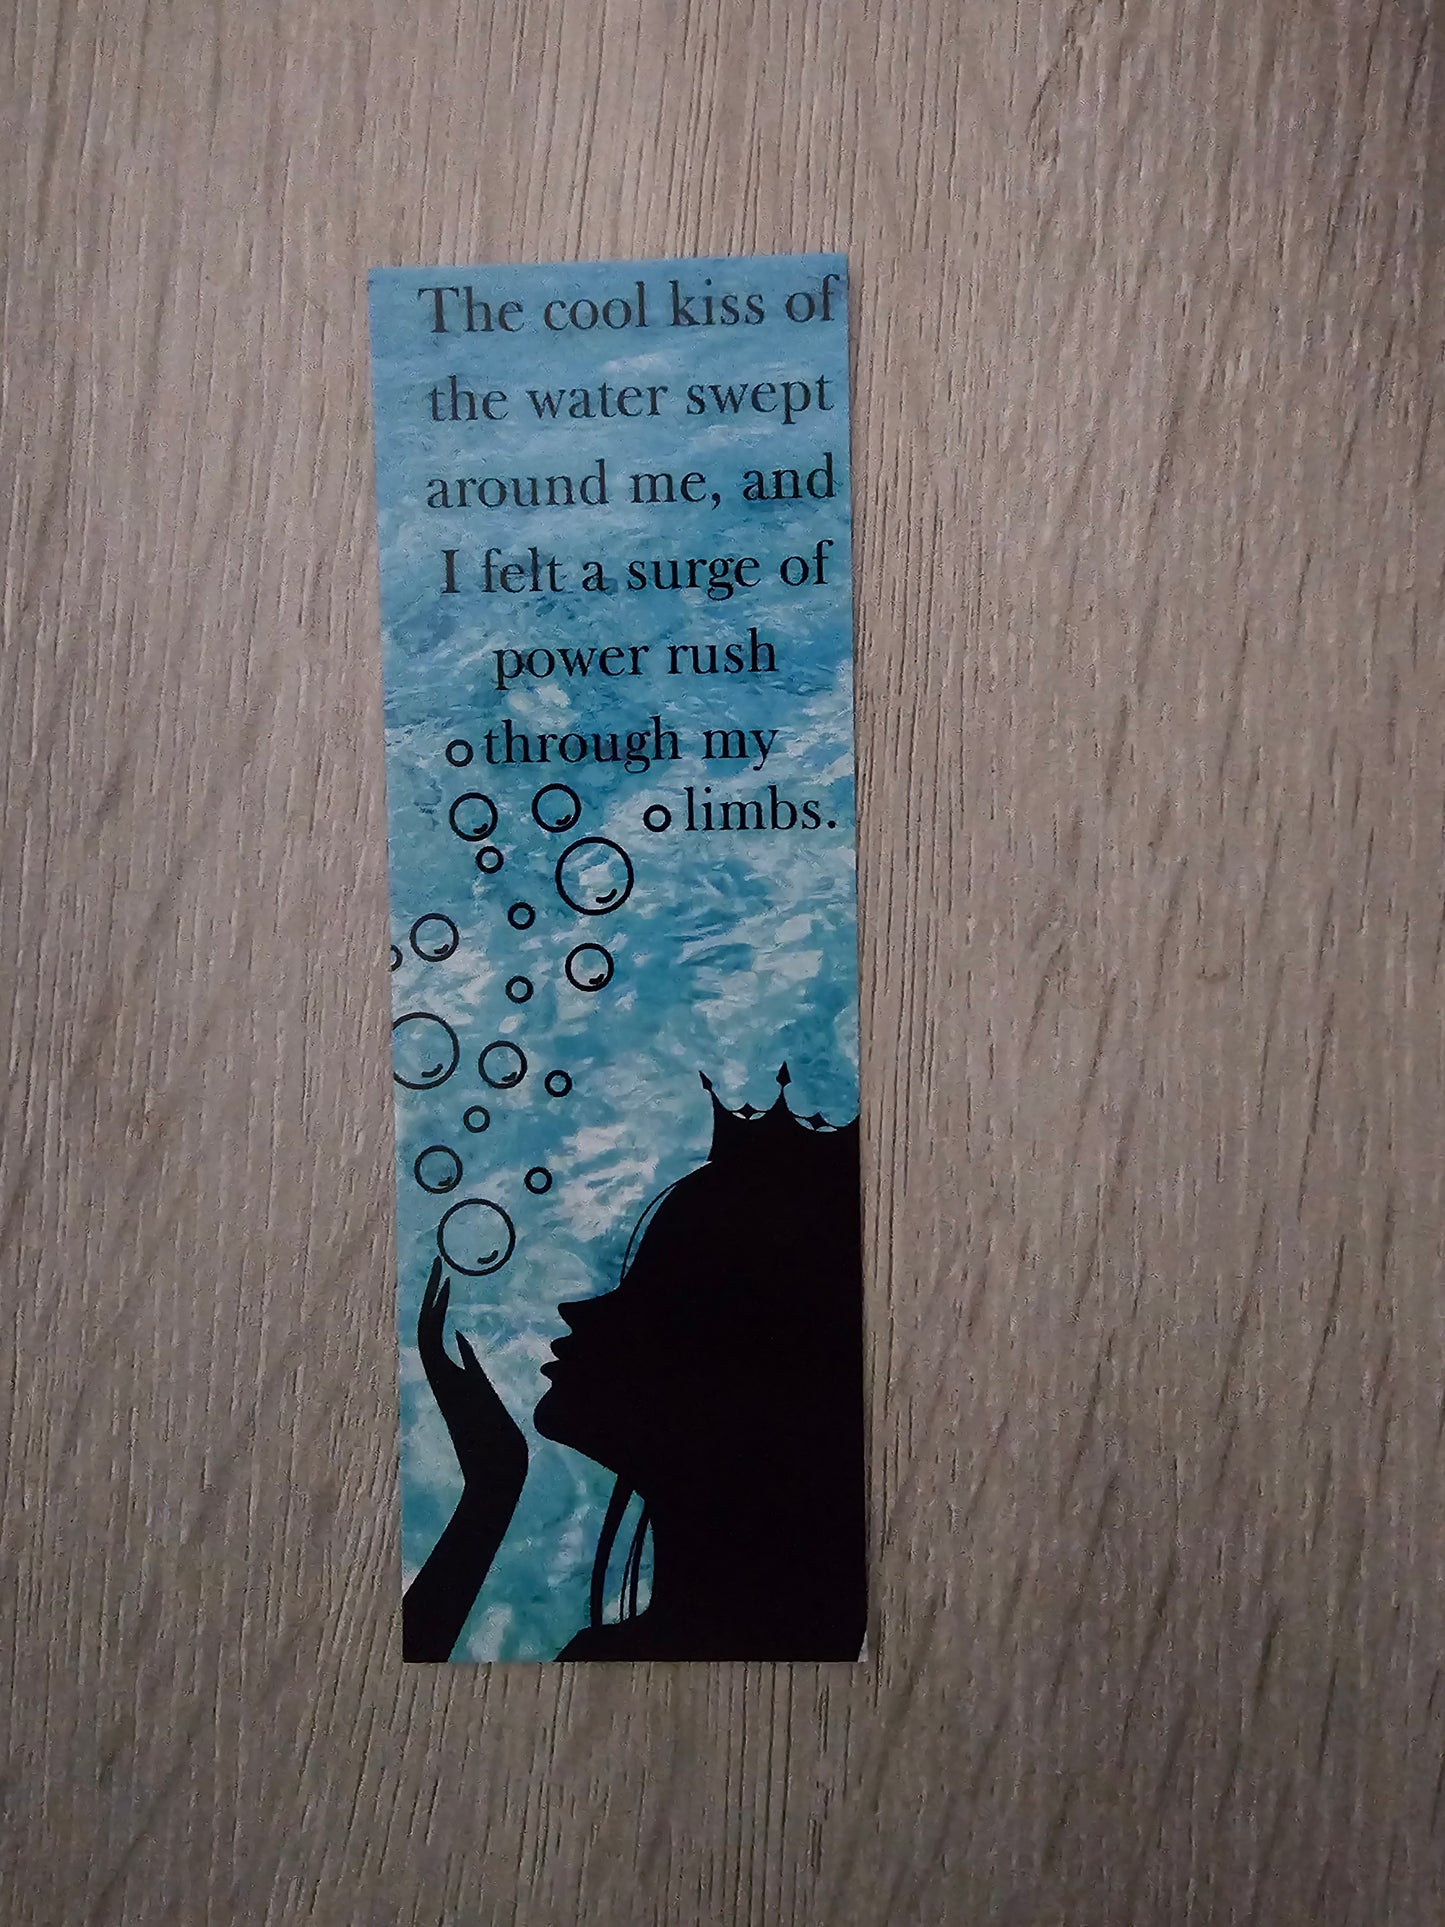 The cool kiss of
the water swept
around me, and
I felt a surge of
power rush
through my
limbs.